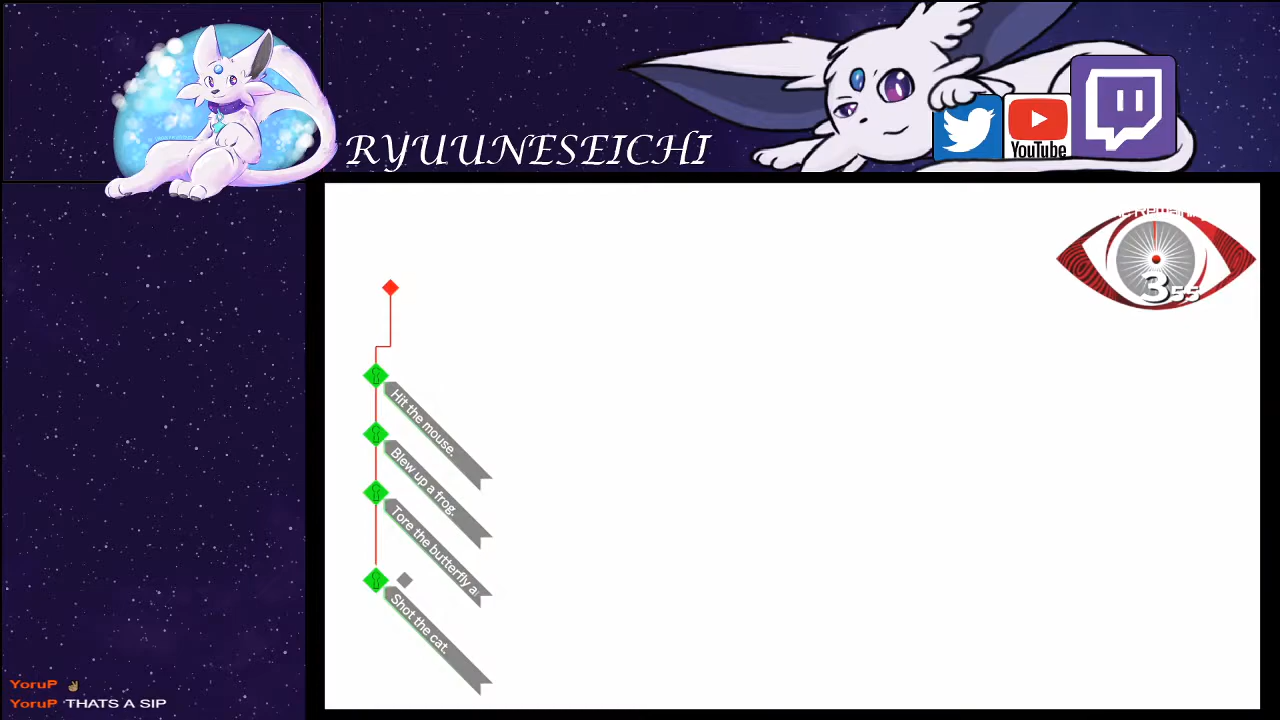 RYUUNESEICHI
YouTube
355
Hit the mouse.
Blew up a frog.
Tore the butterfly a
Shot the cat.
YoruP
YoruP THATS A SIP